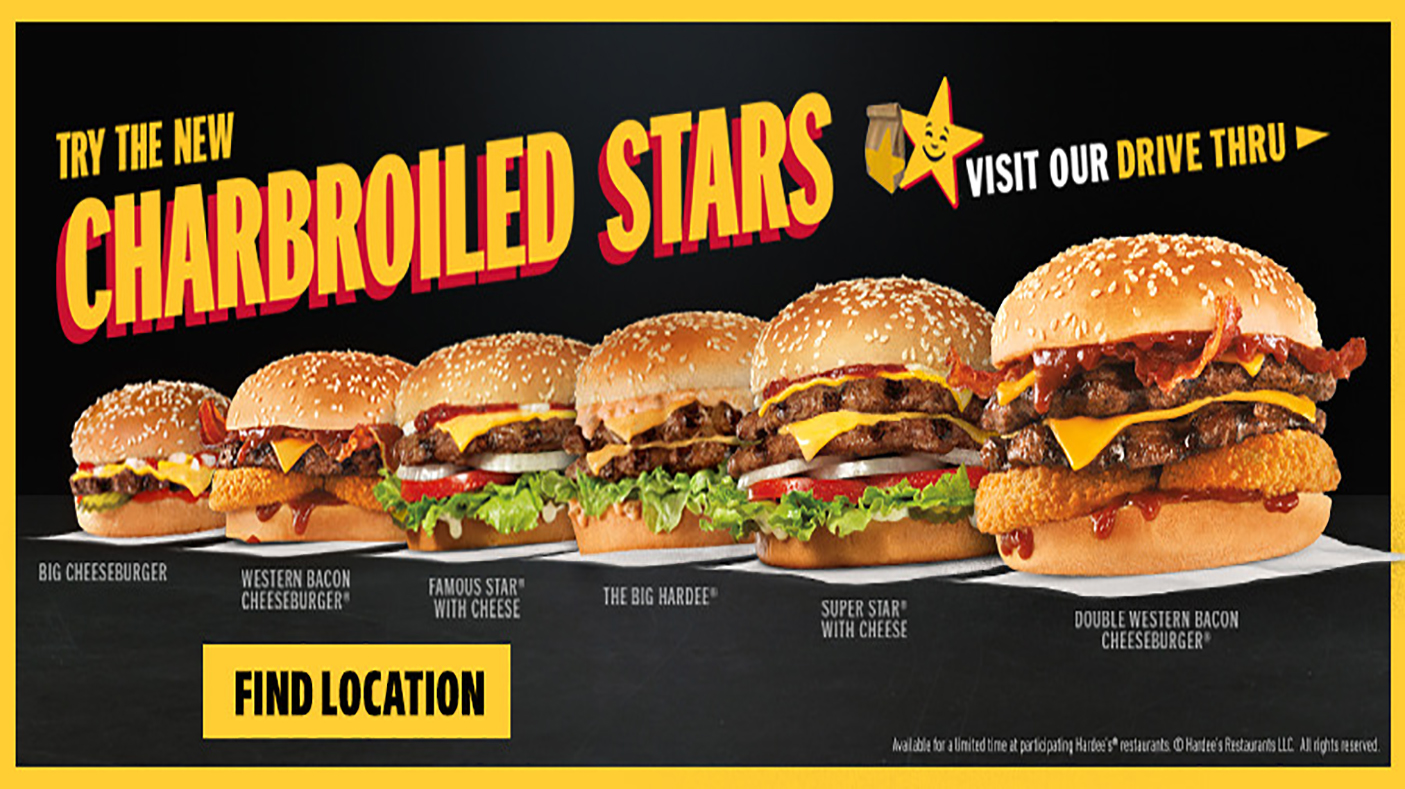 TRY THE NEW
CHARBROILED STARS
VISIT OUR DRIVE THRU
BIG CHEESEBURGER
WESTERN BACON
CHEESEBURGER®
FAMOUS STAR®
WITH CHEESE
THE BIG HARDEE®
SUPER STAR®
WITH CHEESE
DOUBLE WESTERN BACON
CHEESEBURGER®
FIND LOCATION
Available for a limited time at participating Hardee's® restaurants. © Hardee's Restaurants LLC. All rights reserved.